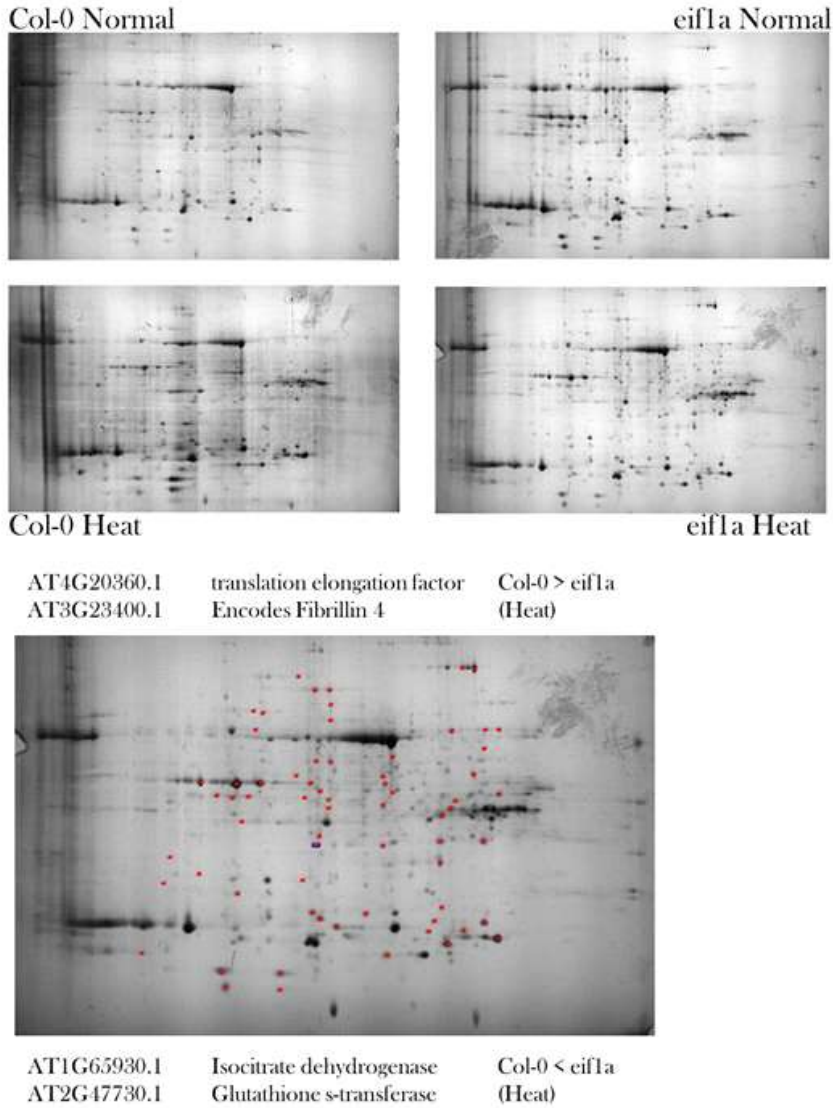 Col-0 Normal
eif1a Normal
Col-0 Heat
eif1a Heat
AT4G20360.1 translation elongation factor Col-0 > eif1a
AT3G23400.1 Encodes Fibrillin 4 (Heat)
AT1G65930.1 Isocitrate dehydrogenase Col-0 < eif1a
AT2G47730.1 Glutathione s-transferase (Heat)